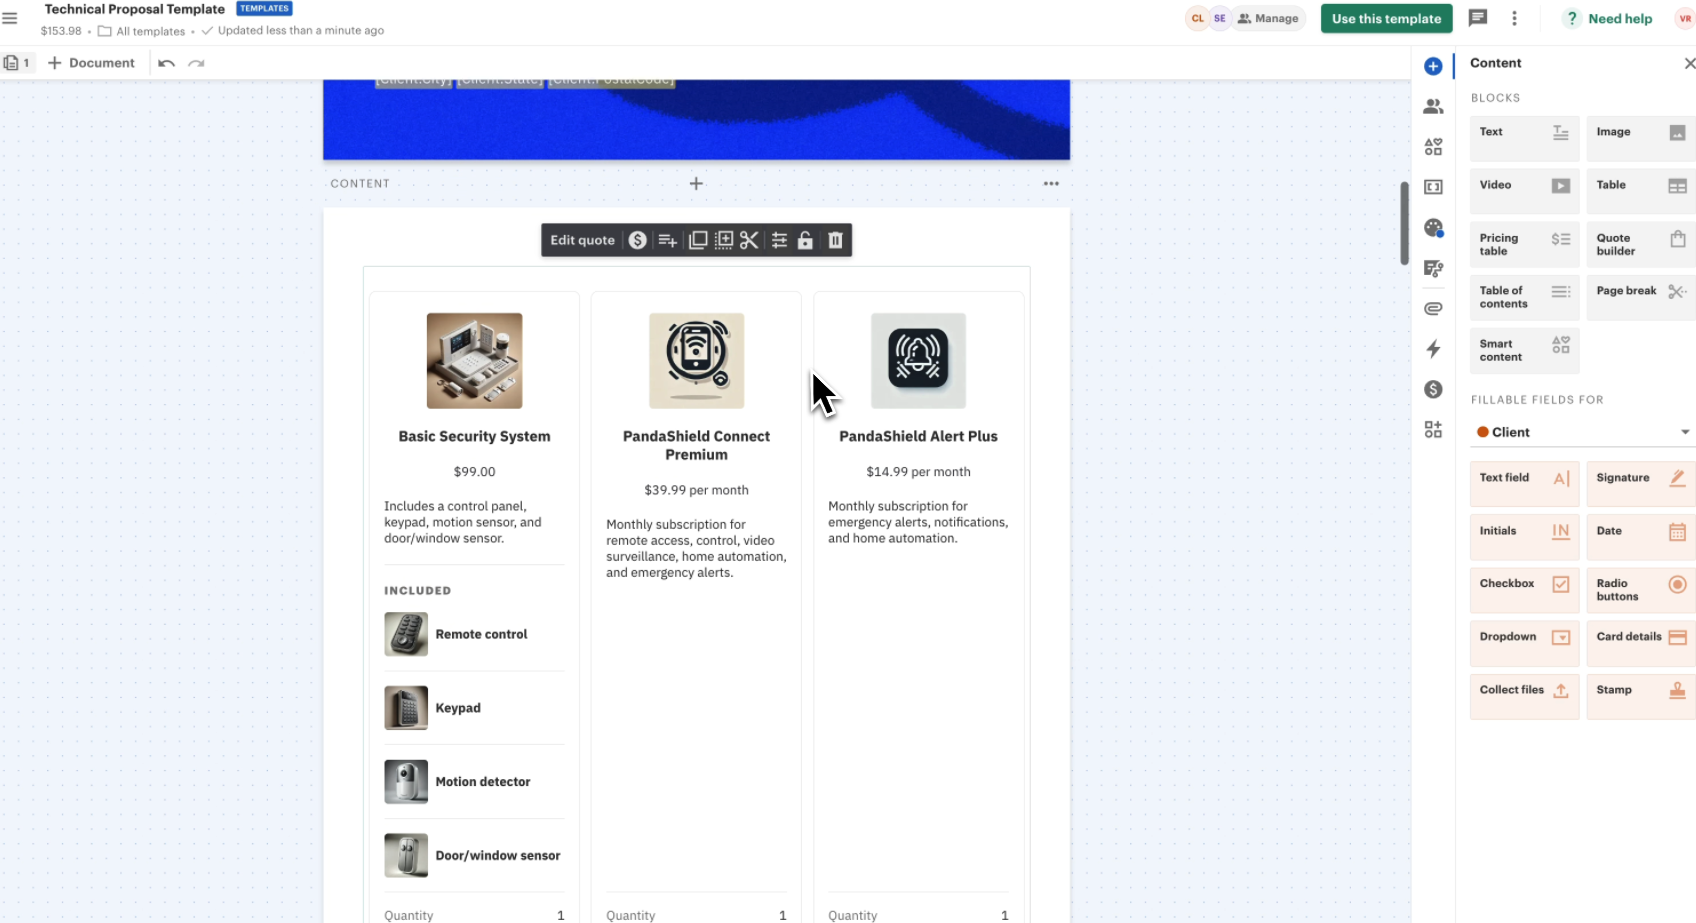 Technical Proposal Template TEMPLATES
$153.98 • All templates • Updated less than a minute ago
CL SE Manage
Use this template
Need help
VR
1 Document
[Client.City] [Client.State] [Client.PostalCode]
CONTENT
Edit quote
Basic Security System
$99.00
Includes a control panel,
keypad, motion sensor, and
door/window sensor.
INCLUDED
Remote control
Keypad
Motion detector
Door/window sensor
Quantity 1
PandaShield Connect
Premium
$39.99 per month
Monthly subscription for
remote access, control, video
surveillance, home automation,
and emergency alerts.
Quantity 1
PandaShield Alert Plus
$14.99 per month
Monthly subscription for
emergency alerts, notifications,
and home automation.
Quantity 1
Content
BLOCKS
Text
Image
Video
Table
Pricing
table
Quote
builder
Table of
contents
Page break
Smart
content
FILLABLE FIELDS FOR
Client
Text field
Signature
Initials
Date
Checkbox
Radio
buttons
Dropdown
Card details
Collect files
Stamp